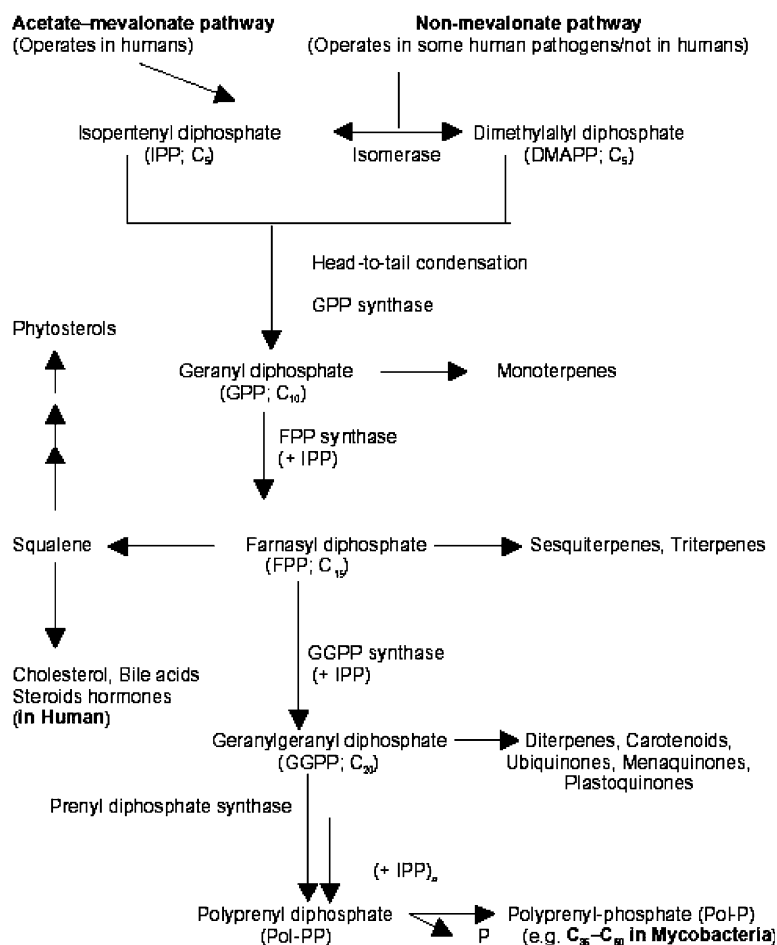 Acetate–mevalonate pathway
(Operates in humans)
Non-mevalonate pathway
(Operates in some human pathogens/not in humans)
Isopentenyl diphosphate
(IPP; C₅)
Isomerase
Dimethylallyl diphosphate
(DMAPP; C₅)
Head-to-tail condensation
GPP synthase
Phytosterols
Geranyl diphosphate
(GPP; C₁₀)
Monoterpenes
FPP synthase
(+ IPP)
Squalene
Farnasyl diphosphate
(FPP; C₁₅)
Sesquiterpenes, Triterpenes
GGPP synthase
(+ IPP)
Cholesterol, Bile acids
Steroids hormones
(in Human)
Geranylgeranyl diphosphate
(GGPP; C₂₀)
Diterpenes, Carotenoids,
Ubiquinones, Menaquinones,
Plastoquinones
Prenyl diphosphate synthase
(+ IPP)ₙ
Polyprenyl diphosphate
(Pol-PP)
P
Polyprenyl-phosphate (Pol-P)
(e.g. C₃₅–C₅₀ in Mycobacteria)